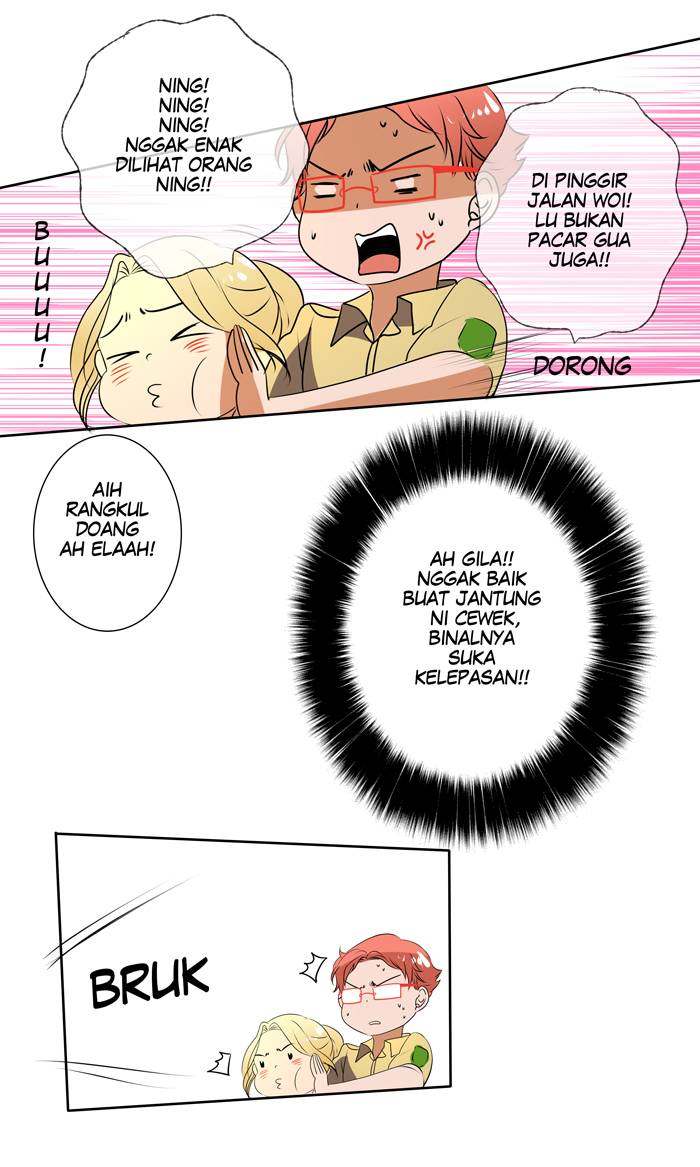 NING!
NING!
NING!
NGGAK ENAK
DILIHAT ORANG
NING!!
DI PINGGIR
JALAN WOI!
LU BUKAN
PACAR GUA
JUGA!!
BUUUU!
DORONG
AIH
RANGKUL
DOANG
AH ELAAH!
AH GILA!!
NGGAK BAIK
BUAT JANTUNG
NI CEWEK,
BINALNYA
SUKA
KELEPASAN!!
BRUK